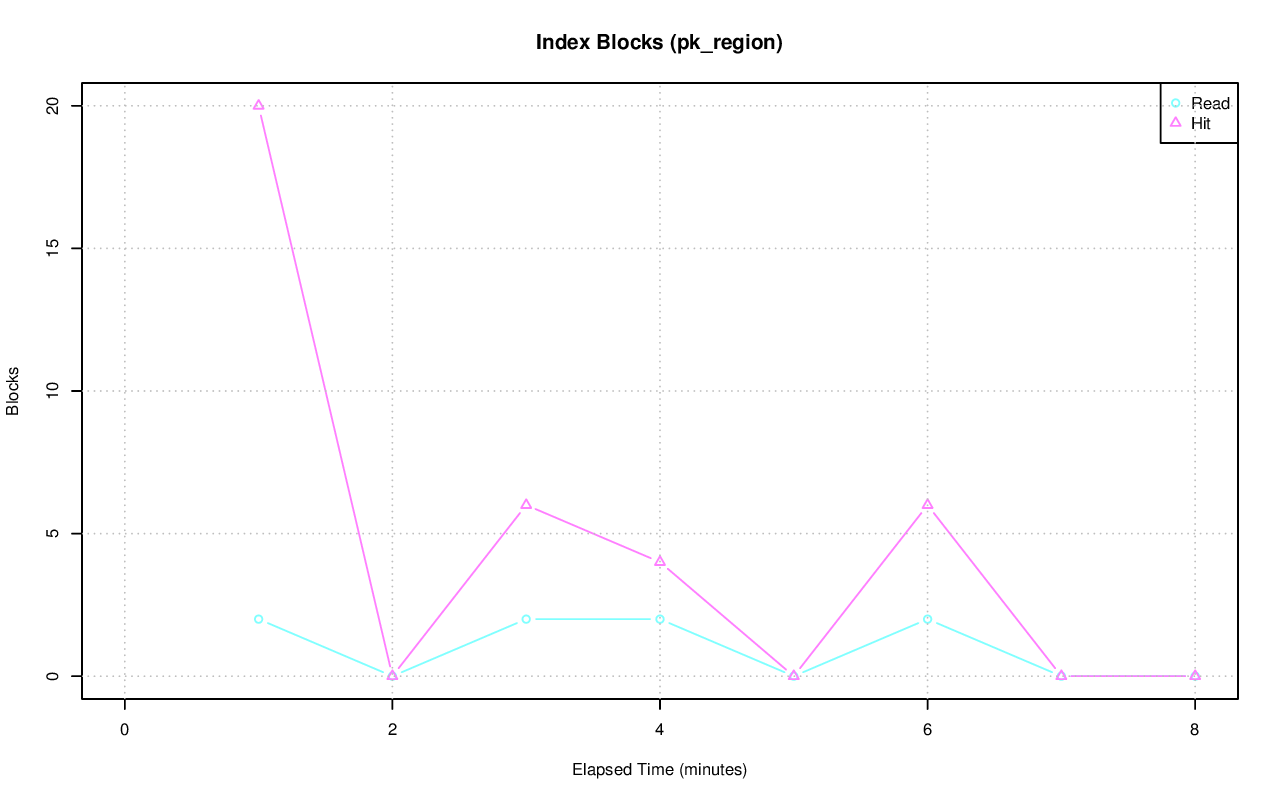 Index Blocks (pk_region)
Read
Hit
Blocks
20
15
10
5
0
0 2 4 6 8
Elapsed Time (minutes)